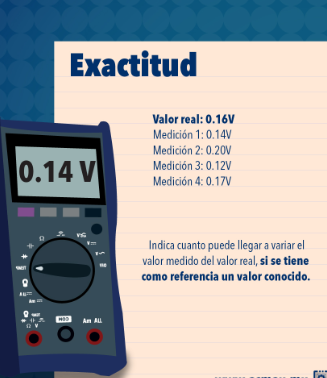 Exactitud
Valor real: 0.16V
Medición 1: 0.14V
Medición 2: 0.20V
Medición 3: 0.12V
Medición 4: 0.17V
0.14 V
Indica cuanto puede llegar a variar el
valor medido del valor real, si se tiene
como referencia un valor conocido.
Am ALL